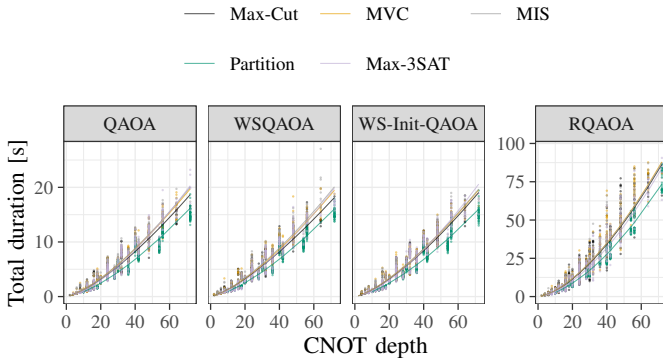 Max-Cut MVC MIS
Partition Max-3SAT
QAOA WSQAOA WS-Init-QAOA RQAOA
Total duration [s]
20
10
0
100
75
50
25
0
0 20 40 60 0 20 40 60 0 20 40 60 0 20 40 60
CNOT depth